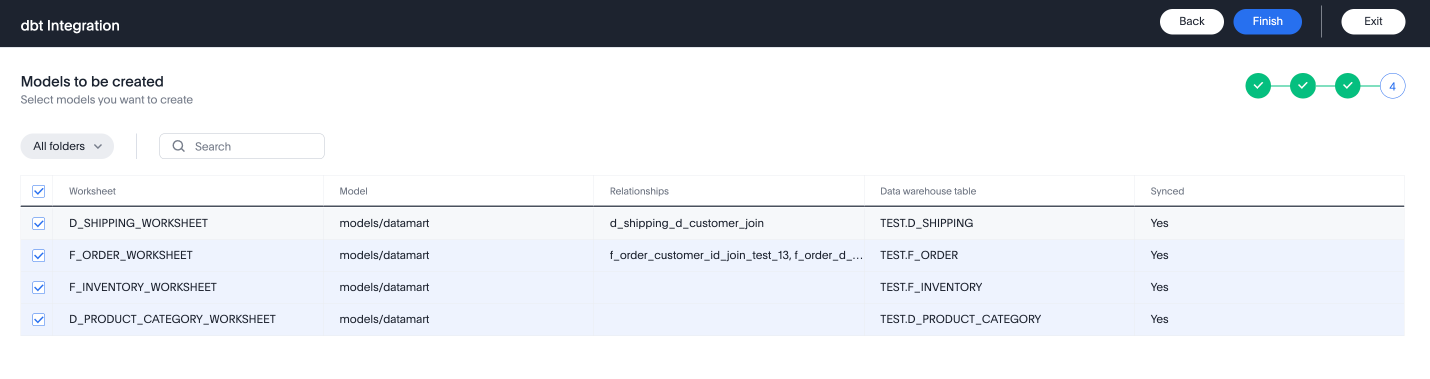 dbt Integration
Back
Finish
Exit
Models to be created
Select models you want to create
4
All folders
Search
Worksheet Model Relationships Data warehouse table Synced
D_SHIPPING_WORKSHEET models/datamart d_shipping_d_customer_join TEST.D_SHIPPING Yes
F_ORDER_WORKSHEET models/datamart f_order_customer_id_join_test_13, f_order_d_... TEST.F_ORDER Yes
F_INVENTORY_WORKSHEET models/datamart TEST.F_INVENTORY Yes
D_PRODUCT_CATEGORY_WORKSHEET models/datamart TEST.D_PRODUCT_CATEGORY Yes